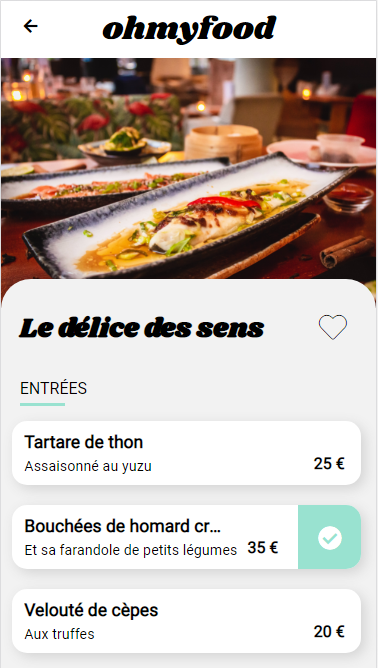 ohmyfood
Le délice des sens
ENTRÉES
Tartare de thon
Assaisonné au yuzu
25 €
Bouchées de homard cr...
Et sa farandole de petits légumes
35 €
Velouté de cèpes
Aux truffes
20 €